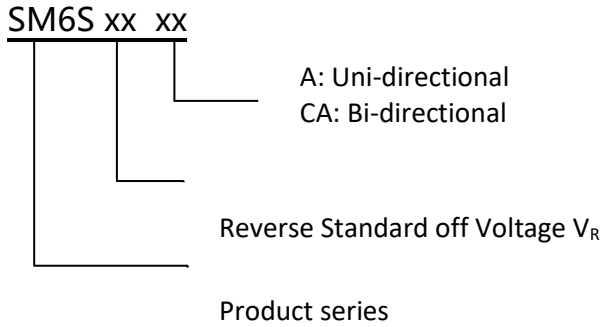 SM6S xx xx
A: Uni-directional
CA: Bi-directional
Reverse Standard off Voltage VR
Product series